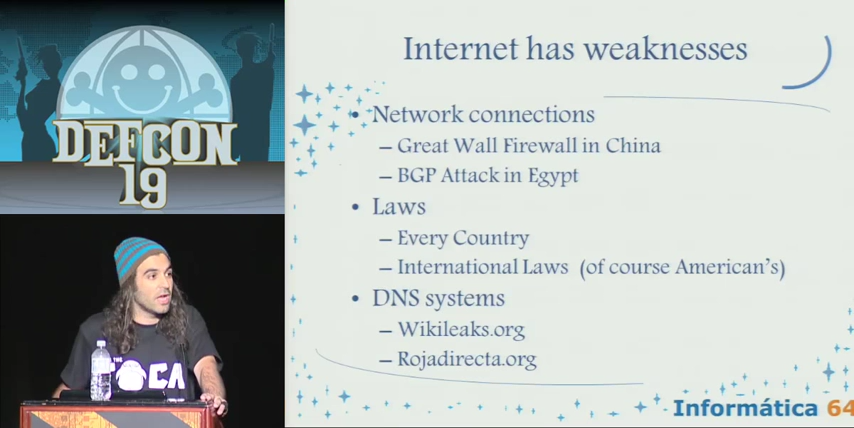 DEFCON
19
THE
Internet has weaknesses
• Network connections
– Great Wall Firewall in China
– BGP Attack in Egypt
• Laws
– Every Country
– International Laws (of course American's)
• DNS systems
– Wikileaks.org
– Rojadirecta.org
Informática 64